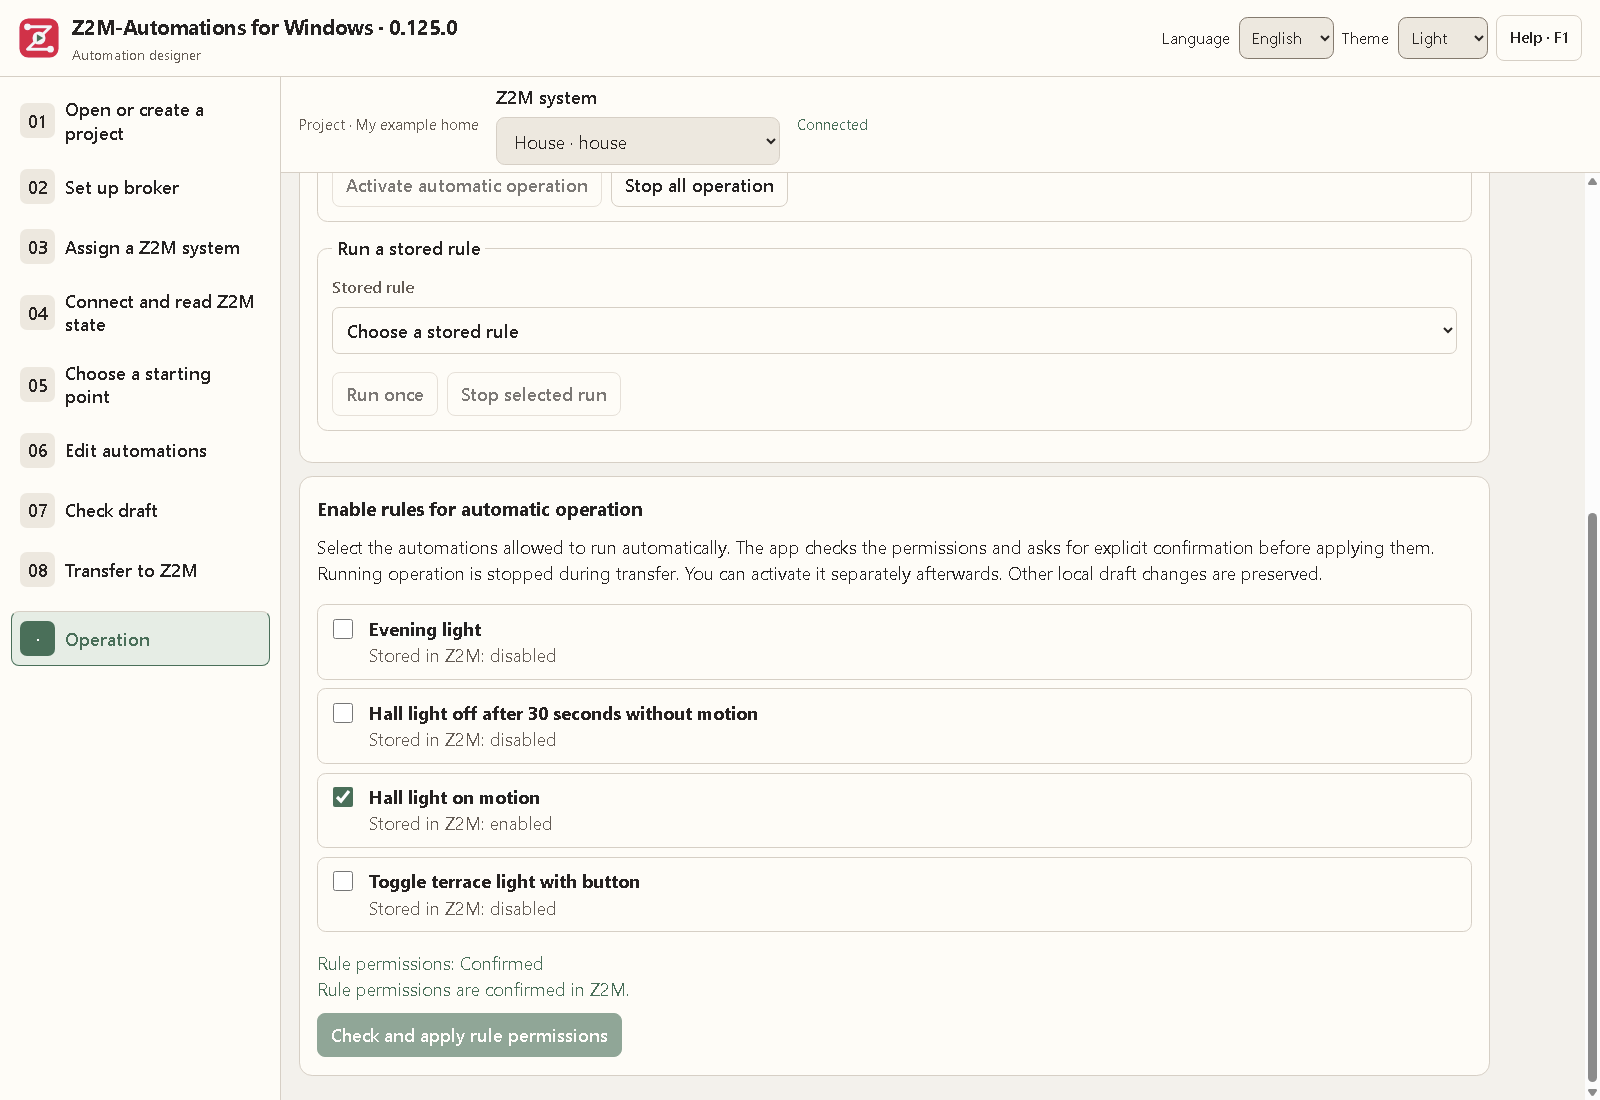 Z2M-Automations for Windows · 0.125.0
Automation designer
Language
English
Theme
Light
Help · F1
01
Open or create a
project
02
Set up broker
03
Assign a Z2M system
04
Connect and read Z2M
state
05
Choose a starting
point
06
Edit automations
07
Check draft
08
Transfer to Z2M
·
Operation
Project · My example home
Z2M system
House · house
Connected
Activate automatic operation
Stop all operation
Run a stored rule
Stored rule
Choose a stored rule
Run once
Stop selected run
Enable rules for automatic operation
Select the automations allowed to run automatically. The app checks the permissions and asks for explicit confirmation before applying them.
Running operation is stopped during transfer. You can activate it separately afterwards. Other local draft changes are preserved.
Evening light
Stored in Z2M: disabled
Hall light off after 30 seconds without motion
Stored in Z2M: disabled
Hall light on motion
Stored in Z2M: enabled
Toggle terrace light with button
Stored in Z2M: disabled
Rule permissions: Confirmed
Rule permissions are confirmed in Z2M.
Check and apply rule permissions